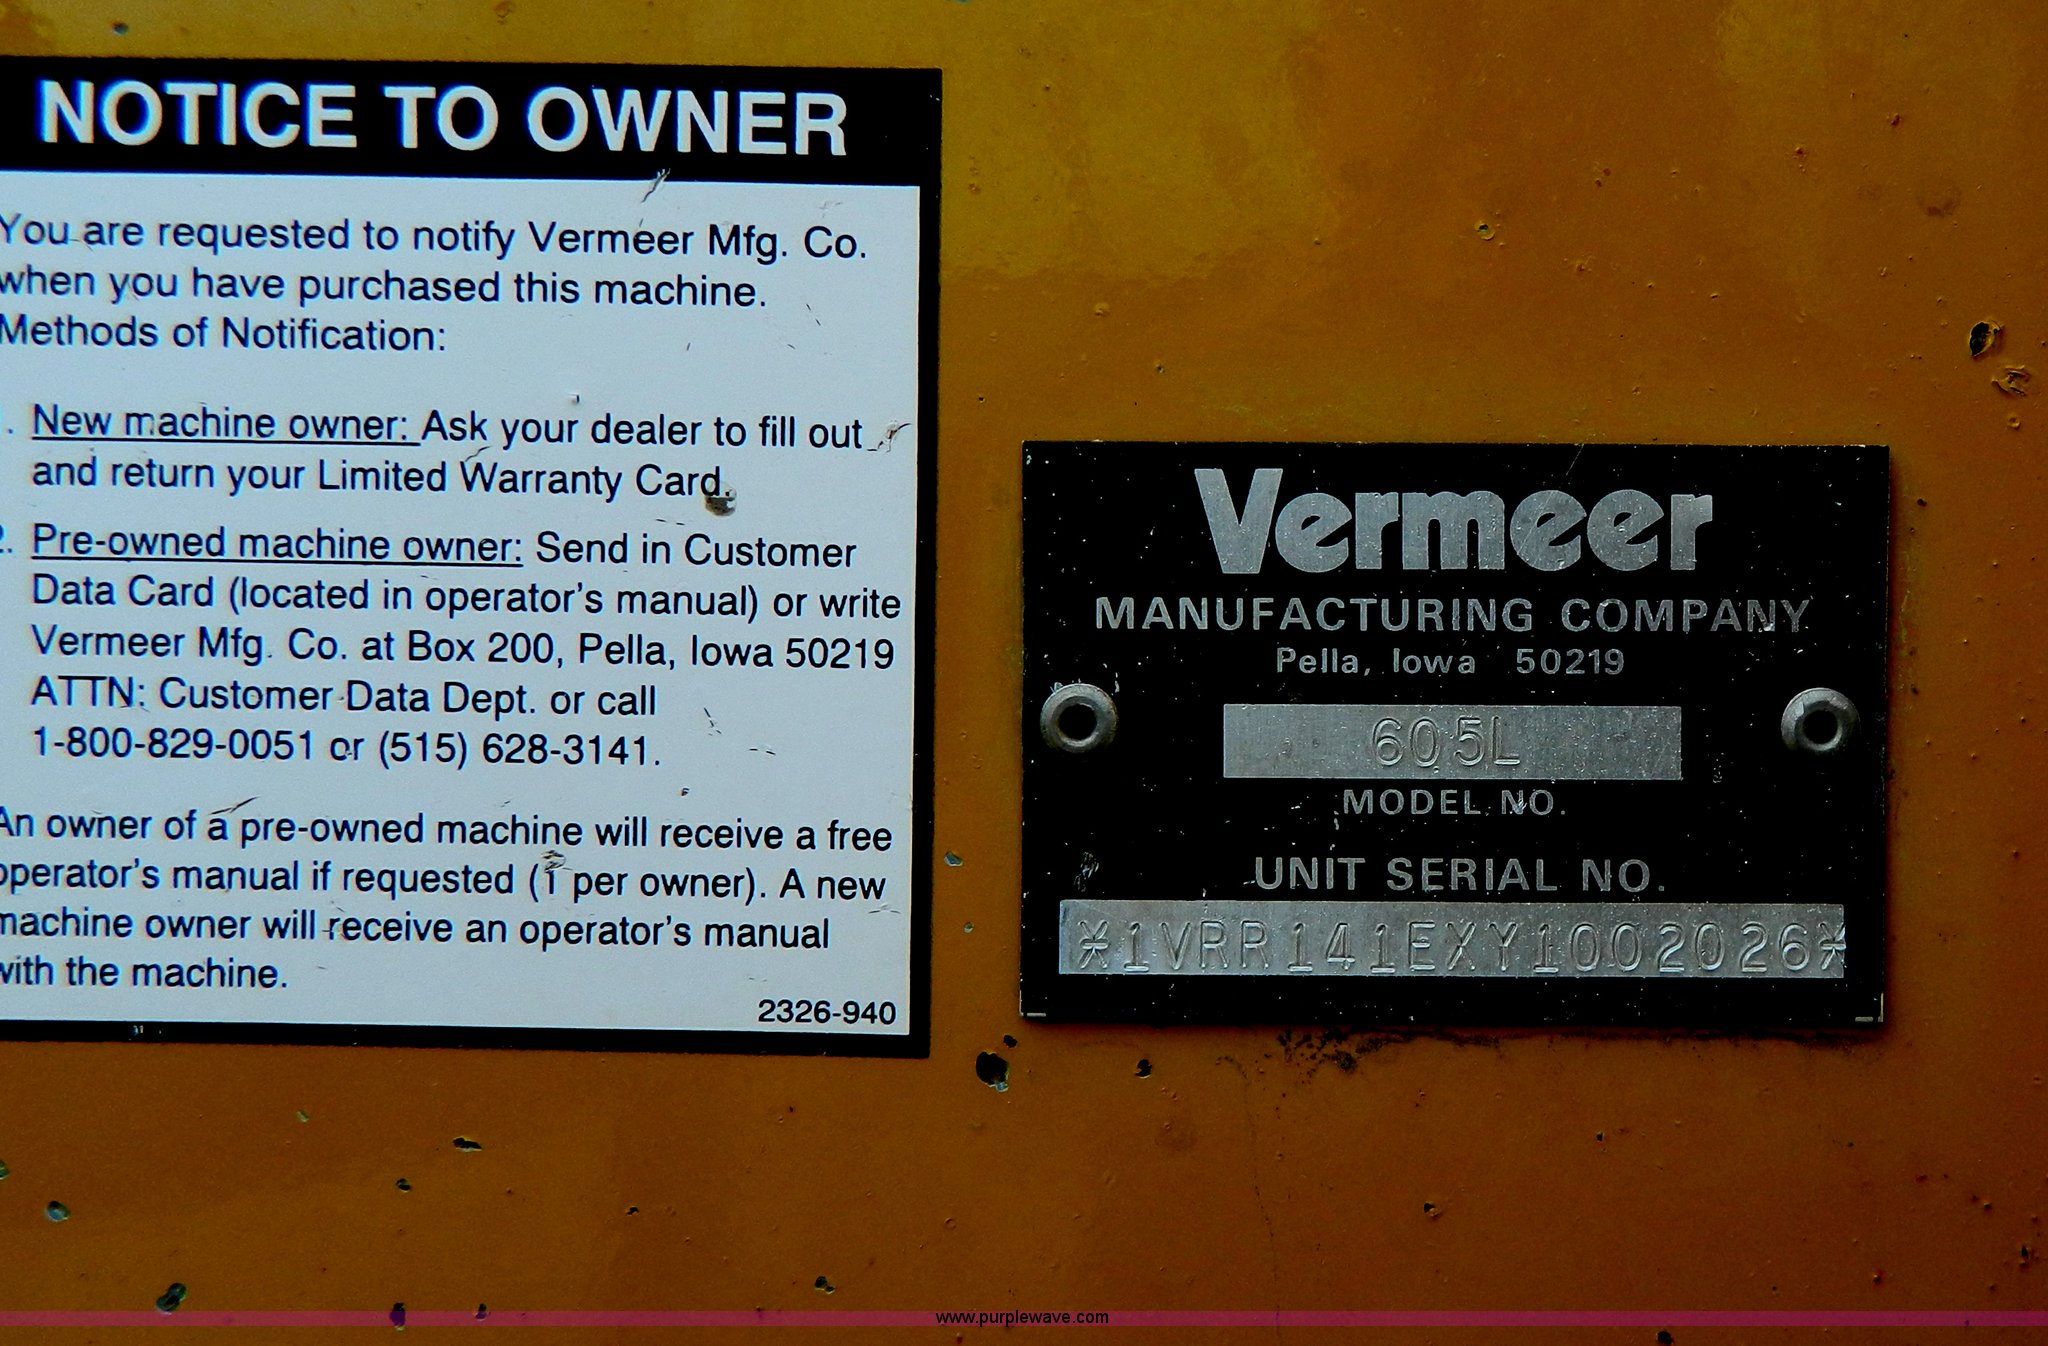 NOTICE TO OWNER
You are requested to notify Vermeer Mfg. Co.
when you have purchased this machine.
Methods of Notification:
. New machine owner: Ask your dealer to fill out
and return your Limited Warranty Card.
2. Pre-owned machine owner: Send in Customer
Data Card (located in operator's manual) or write
Vermeer Mfg. Co. at Box 200, Pella, Iowa 50219
ATTN: Customer Data Dept. or call
1-800-829-0051 or (515) 628-3141.
An owner of a pre-owned machine will receive a free
operator's manual if requested (1 per owner). A new
machine owner will receive an operator's manual
with the machine.
2326-940
Vermeer
MANUFACTURING COMPANY
Pella, Iowa 50219
605L
MODEL NO.
UNIT SERIAL NO.
*1VRR141EXY1002026*
www.purplewave.com